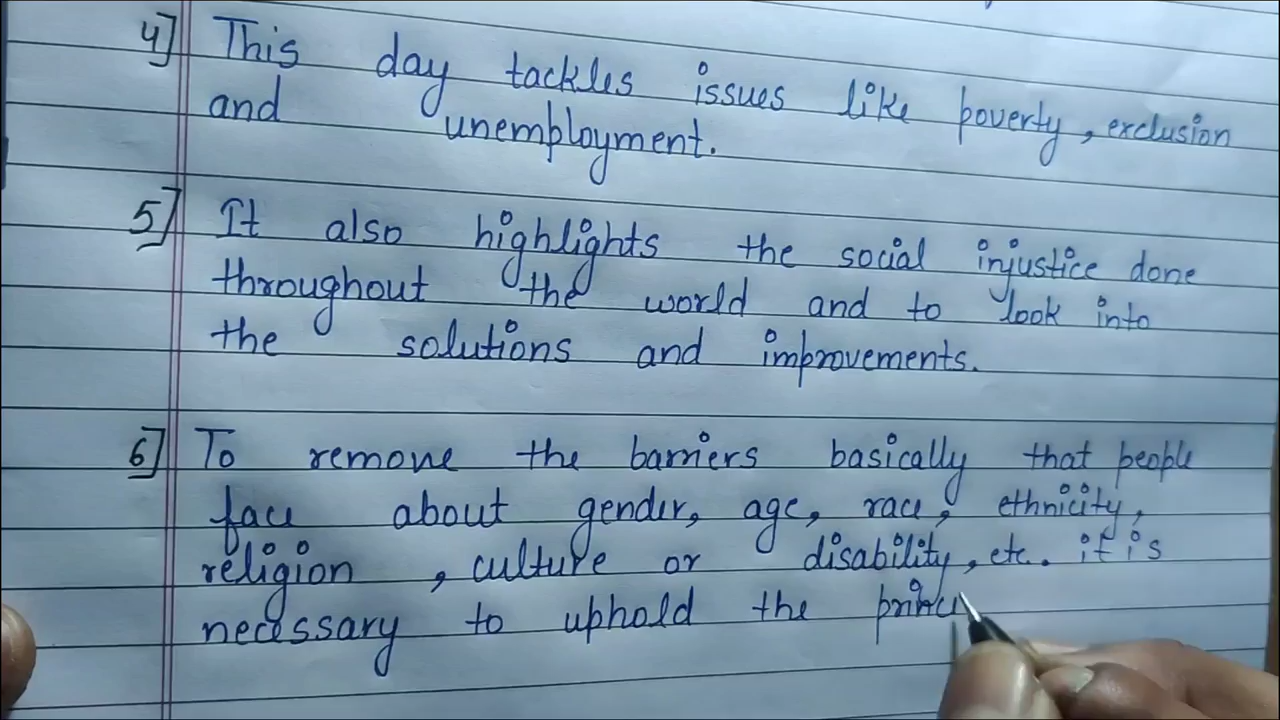 4] This day tackles issues like poverty, exclusion
and unemployment.
5] It also highlights the social injustice done
throughout the world and to look into
the solutions and improvements.
6] To remove the barriers basically that people
face about gender, age, race, ethnicity,
religion, culture or disability, etc. it is
necessary to uphold the princ